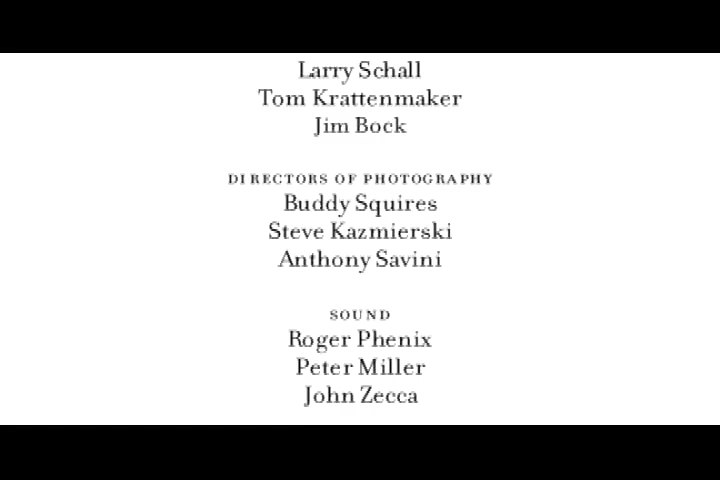 Larry Schall
Tom Krattenmaker
Jim Bock
DIRECTORS OF PHOTOGRAPHY
Buddy Squires
Steve Kazmierski
Anthony Savini
SOUND
Roger Phenix
Peter Miller
John Zecca